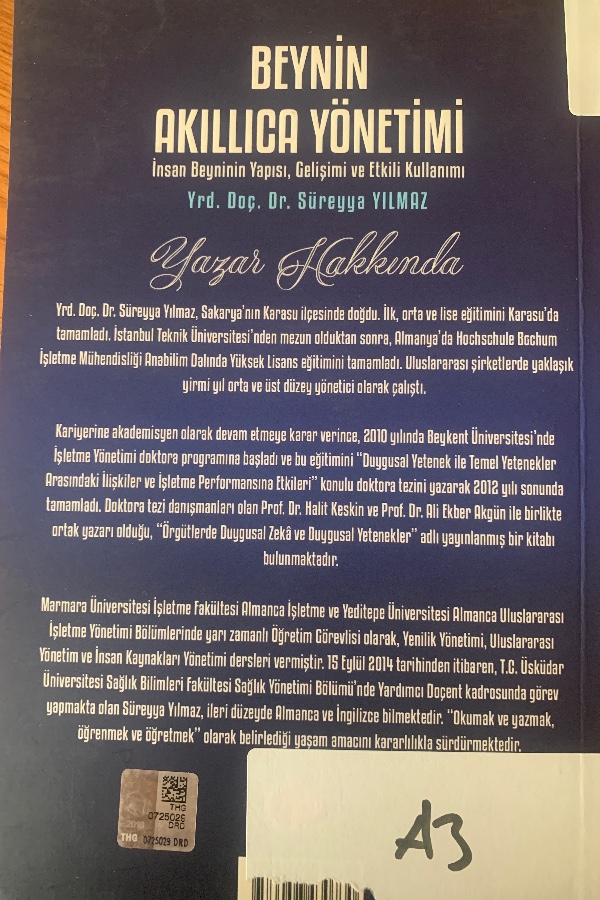 BEYNİN
AKILLICA YÖNETİMİ
İnsan Beyninin Yapısı, Gelişimi ve Etkili Kullanımı
Yrd. Doç. Dr. Süreyya YILMAZ
Yazar Hakkında
Yrd. Doç. Dr. Süreyya Yılmaz, Sakarya'nın Karasu ilçesinde doğdu. İlk, orta ve lise eğitimini Karasu'da
tamamladı. İstanbul Teknik Üniversitesi'nden mezun olduktan sonra, Almanya'da Hochschule Bochum
İşletme Mühendisliği Anabilim Dalında Yüksek Lisans eğitimini tamamladı. Uluslararası şirketlerde yaklaşık
yirmi yıl orta ve üst düzey yönetici olarak çalıştı.
Kariyerine akademisyen olarak devam etmeye karar verince, 2010 yılında Beykent Üniversitesi'nde
İşletme Yönetimi doktora programına başladı ve bu eğitimini "Duygusal Yetenek ile Temel Yetenekler
Arasındaki İlişkiler ve İşletme Performansına Etkileri" konulu doktora tezini yazarak 2012 yılı sonunda
tamamladı. Doktora tezi danışmanları olan Prof. Dr. Halit Keskin ve Prof. Dr. Ali Ekber Akgün ile birlikte
ortak yazarı olduğu, "Örgütlerde Duygusal Zekâ ve Duygusal Yetenekler" adlı yayınlanmış bir kitabı
bulunmaktadır.
Marmara Üniversitesi İşletme Fakültesi Almanca İşletme ve Yeditepe Üniversitesi Almanca Uluslararası
İşletme Yönetimi Bölümlerinde yarı zamanlı Öğretim Görevlisi olarak, Yenilik Yönetimi, Uluslararası
Yönetim ve İnsan Kaynakları Yönetimi dersleri vermiştir. 15 Eylül 2014 tarihinden itibaren, T.C. Üsküdar
Üniversitesi Sağlık Bilimleri Fakültesi Sağlık Yönetimi Bölümü'nde Yardımcı Doçent kadrosunda görev
yapmakta olan Süreyya Yılmaz, ileri düzeyde Almanca ve İngilizce bilmektedir. "Okumak ve yazmak,
öğrenmek ve öğretmek" olarak belirlediği yaşam amacını kararlılıkla sürdürmektedir.
THG
0725029
DRD
THG 0725029 DRD
A3